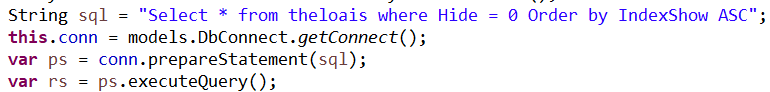 String sql = "Select * from theloais where Hide = 0 Order by IndexShow ASC";
this.conn = models.DbConnect.getConnect();
var ps = conn.prepareStatement(sql);
var rs = ps.executeQuery();